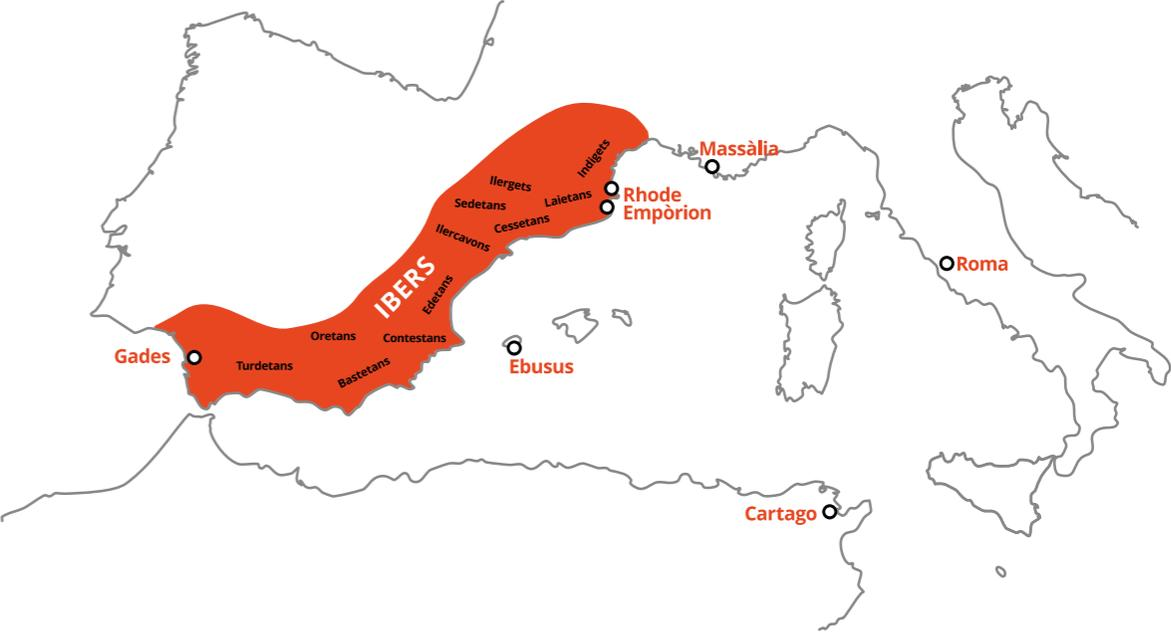 Massàlia
Indigets
Ilergets
Rhode
Laietans
Sedetans
Empòrion
Cessetans
Ilercavons
Roma
IBERS
Edetans
Oretans
Contestans
Gades
Turdetans
Bastetans
Ebusus
Cartago